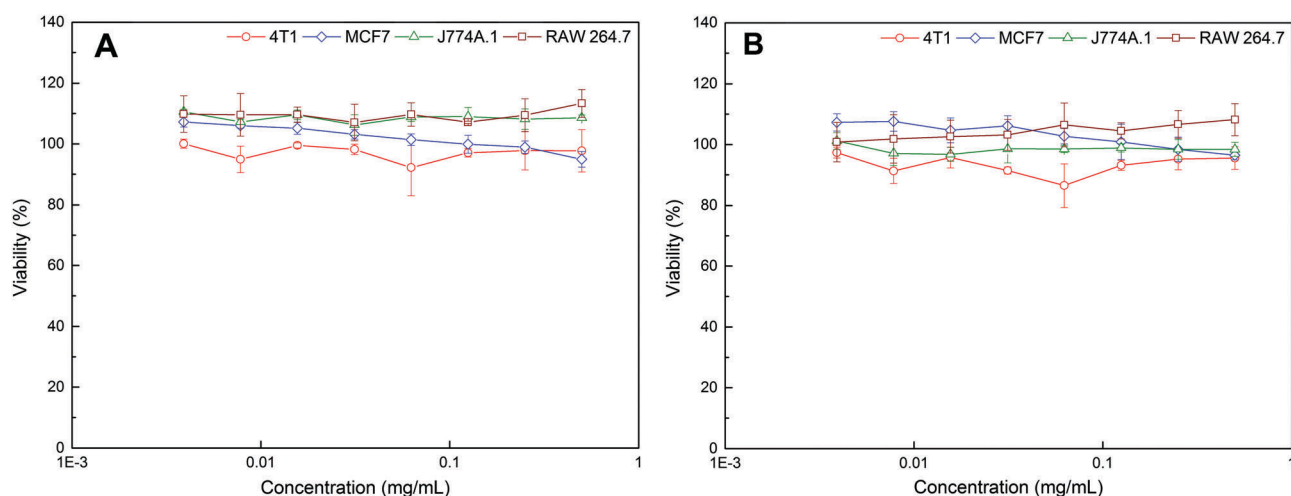 A
4T1 MCF7 J774A.1 RAW 264.7
140
120
100
80
60
40
20
0
Viability (%)
1E-3 0.01 0.1 1
Concentration (mg/mL)
B
4T1 MCF7 J774A.1 RAW 264.7
140
120
100
80
60
40
20
0
Viability (%)
1E-3 0.01 0.1 1
Concentration (mg/mL)